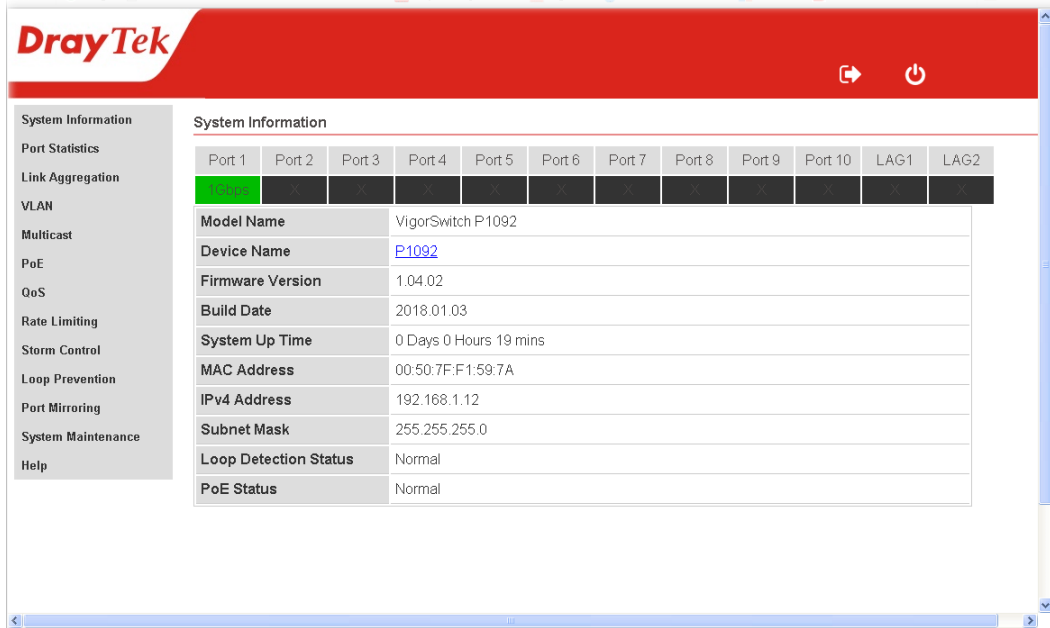 DrayTek
System Information
Port Statistics
Link Aggregation
VLAN
Multicast
PoE
QoS
Rate Limiting
Storm Control
Loop Prevention
Port Mirroring
System Maintenance
Help
System Information
Port 1 Port 2 Port 3 Port 4 Port 5 Port 6 Port 7 Port 8 Port 9 Port 10 LAG1 LAG2
1Gbps X X X X X X X X X X X
Model Name VigorSwitch P1092
Device Name P1092
Firmware Version 1.04.02
Build Date 2018.01.03
System Up Time 0 Days 0 Hours 19 mins
MAC Address 00:50:7F:F1:59:7A
IPv4 Address 192.168.1.12
Subnet Mask 255.255.255.0
Loop Detection Status Normal
PoE Status Normal